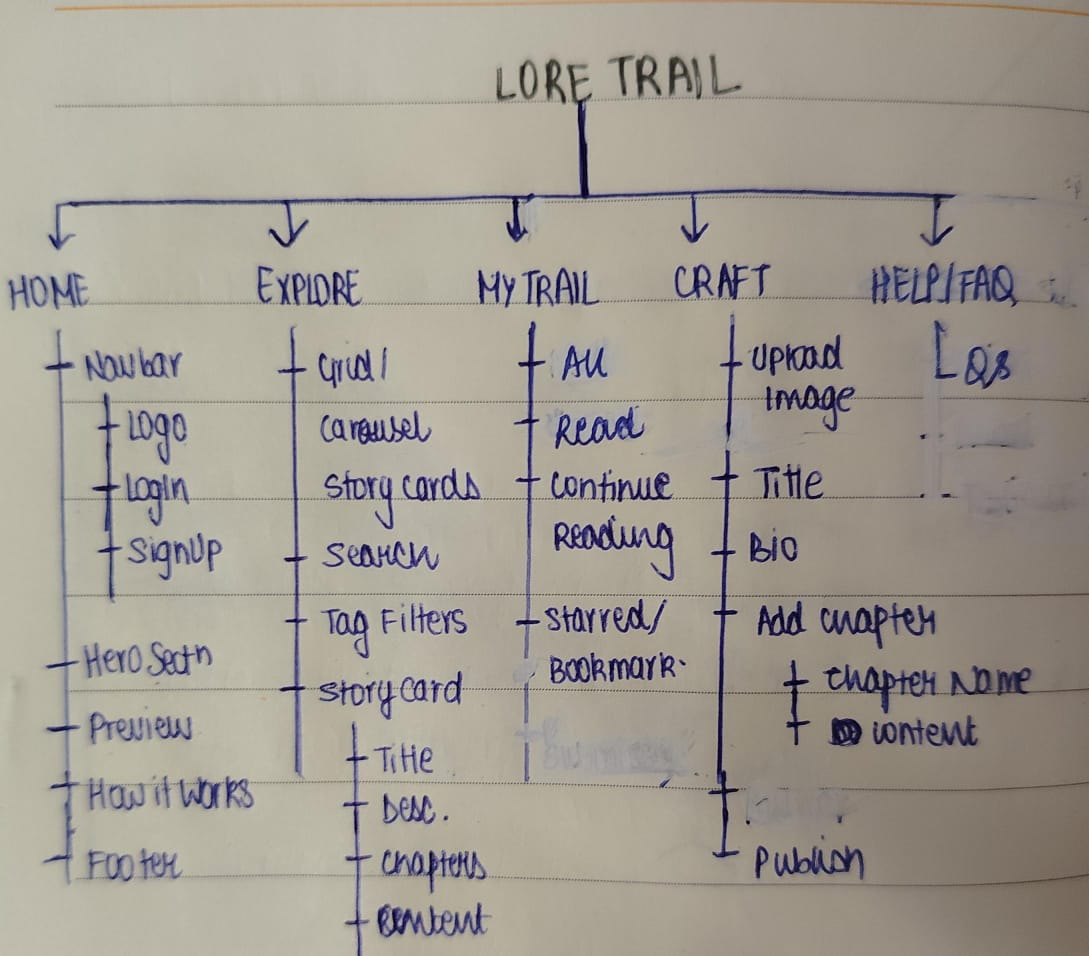 LORE TRAIL
HOME
EXPLORE
MY TRAIL
CRAFT
HELP/FAQ
Navbar
Logo
Login
SignUp
Hero Sectn
Preview
How it Works
Footer
Grid/
Carousel
Story cards
Search
Tag Filters
Story card
Title
Desc.
Chapters
Content
All
Read
Continue
Reading
Starred/
Bookmark.
Upload
Image
Title
Bio
Add chapter
Chapter Name
content
Publish
Qs